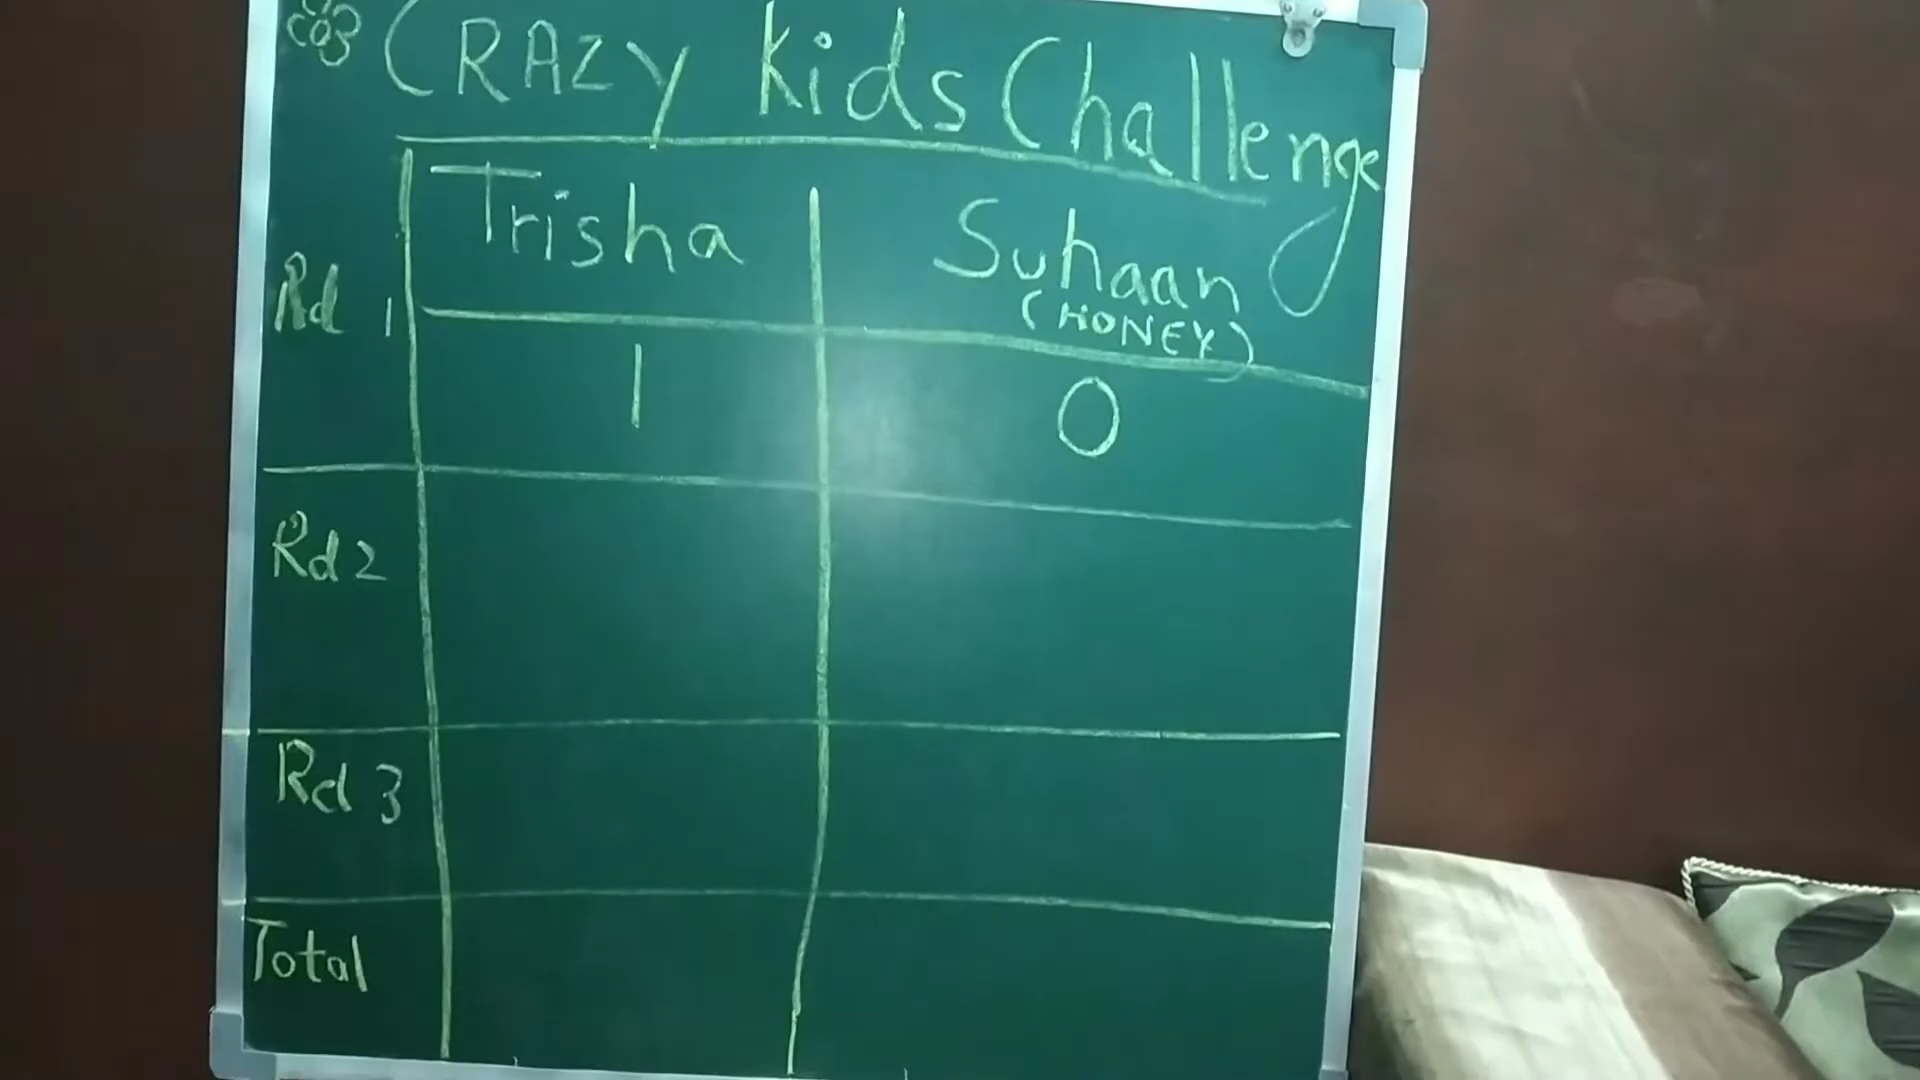 CRAZY kids Challenge
Trisha Suhaan
(HONEY)
Rd 1 1 0
Rd 2
Rd 3
Total